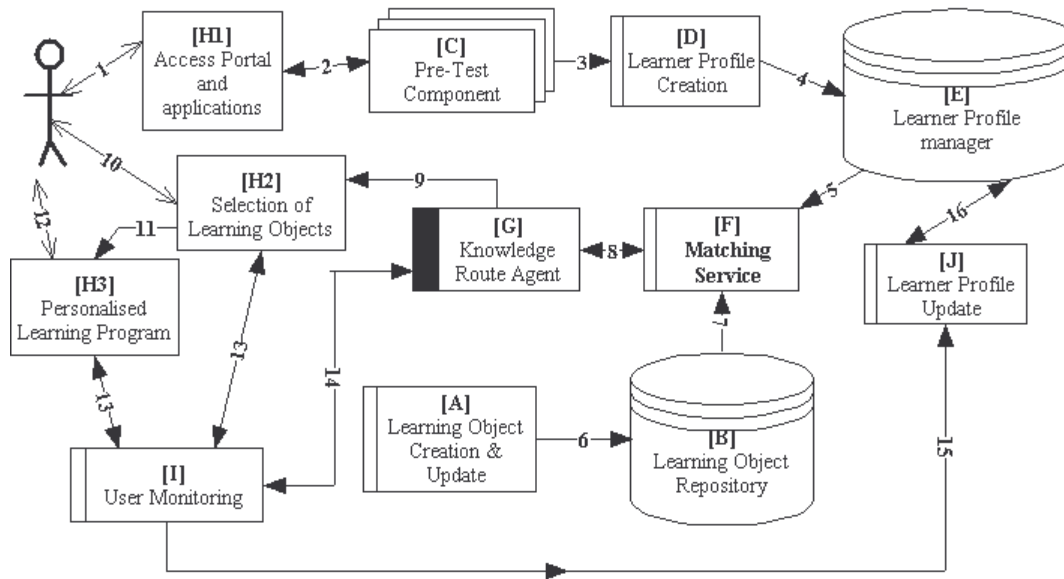 [H1]
Access Portal
and
applications
[C]
Pre-Test
Component
[D]
Learner Profile
Creation
[E]
Learner Profile
manager
1
2
3
4
10
[H2]
Selection of
Learning Objects
9
5
16
11
12
[G]
Knowledge
Route Agent
8
[F]
Matching
Service
[J]
Learner Profile
Update
[H3]
Personalised
Learning Program
13
13
14
7
[A]
Learning Object
Creation &
Update
6
[B]
Learning Object
Repository
15
[I]
User Monitoring